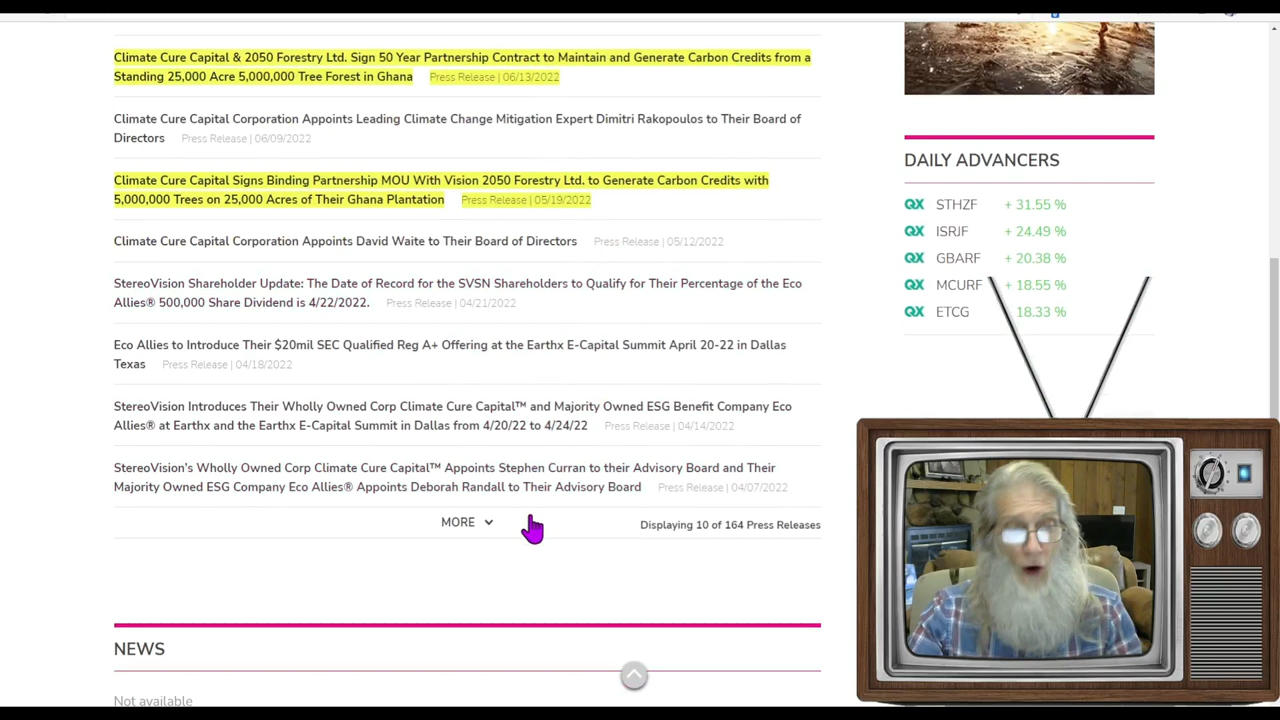 Climate Cure Capital & 2050 Forestry Ltd. Sign 50 Year Partnership Contract to Maintain and Generate Carbon Credits from a
Standing 25,000 Acre 5,000,000 Tree Forest in Ghana Press Release | 06/13/2022
Climate Cure Capital Corporation Appoints Leading Climate Change Mitigation Expert Dimitri Rakopoulos to Their Board of
Directors Press Release | 06/09/2022
Climate Cure Capital Signs Binding Partnership MOU With Vision 2050 Forestry Ltd. to Generate Carbon Credits with
5,000,000 Trees on 25,000 Acres of Their Ghana Plantation Press Release | 05/19/2022
Climate Cure Capital Corporation Appoints David Waite to Their Board of Directors Press Release | 05/12/2022
StereoVision Shareholder Update: The Date of Record for the SVSN Shareholders to Qualify for Their Percentage of the Eco
Allies® 500,000 Share Dividend is 4/22/2022. Press Release | 04/21/2022
Eco Allies to Introduce Their $20mil SEC Qualified Reg A+ Offering at the Earthx E-Capital Summit April 20-22 in Dallas
Texas Press Release | 04/18/2022
StereoVision Introduces Their Wholly Owned Corp Climate Cure Capital™ and Majority Owned ESG Benefit Company Eco
Allies® at Earthx and the Earthx E-Capital Summit in Dallas from 4/20/22 to 4/24/22 Press Release | 04/14/2022
StereoVision's Wholly Owned Corp Climate Cure Capital™ Appoints Stephen Curran to their Advisory Board and Their
Majority Owned ESG Company Eco Allies® Appoints Deborah Randall to Their Advisory Board Press Release | 04/07/2022
MORE
Displaying 10 of 164 Press Releases
NEWS
Not available
DAILY ADVANCERS
QX STHZF + 31.55 %
QX ISRJF + 24.49 %
QX GBARF + 20.38 %
QX MCURF + 18.55 %
QX ETCG + 18.33 %